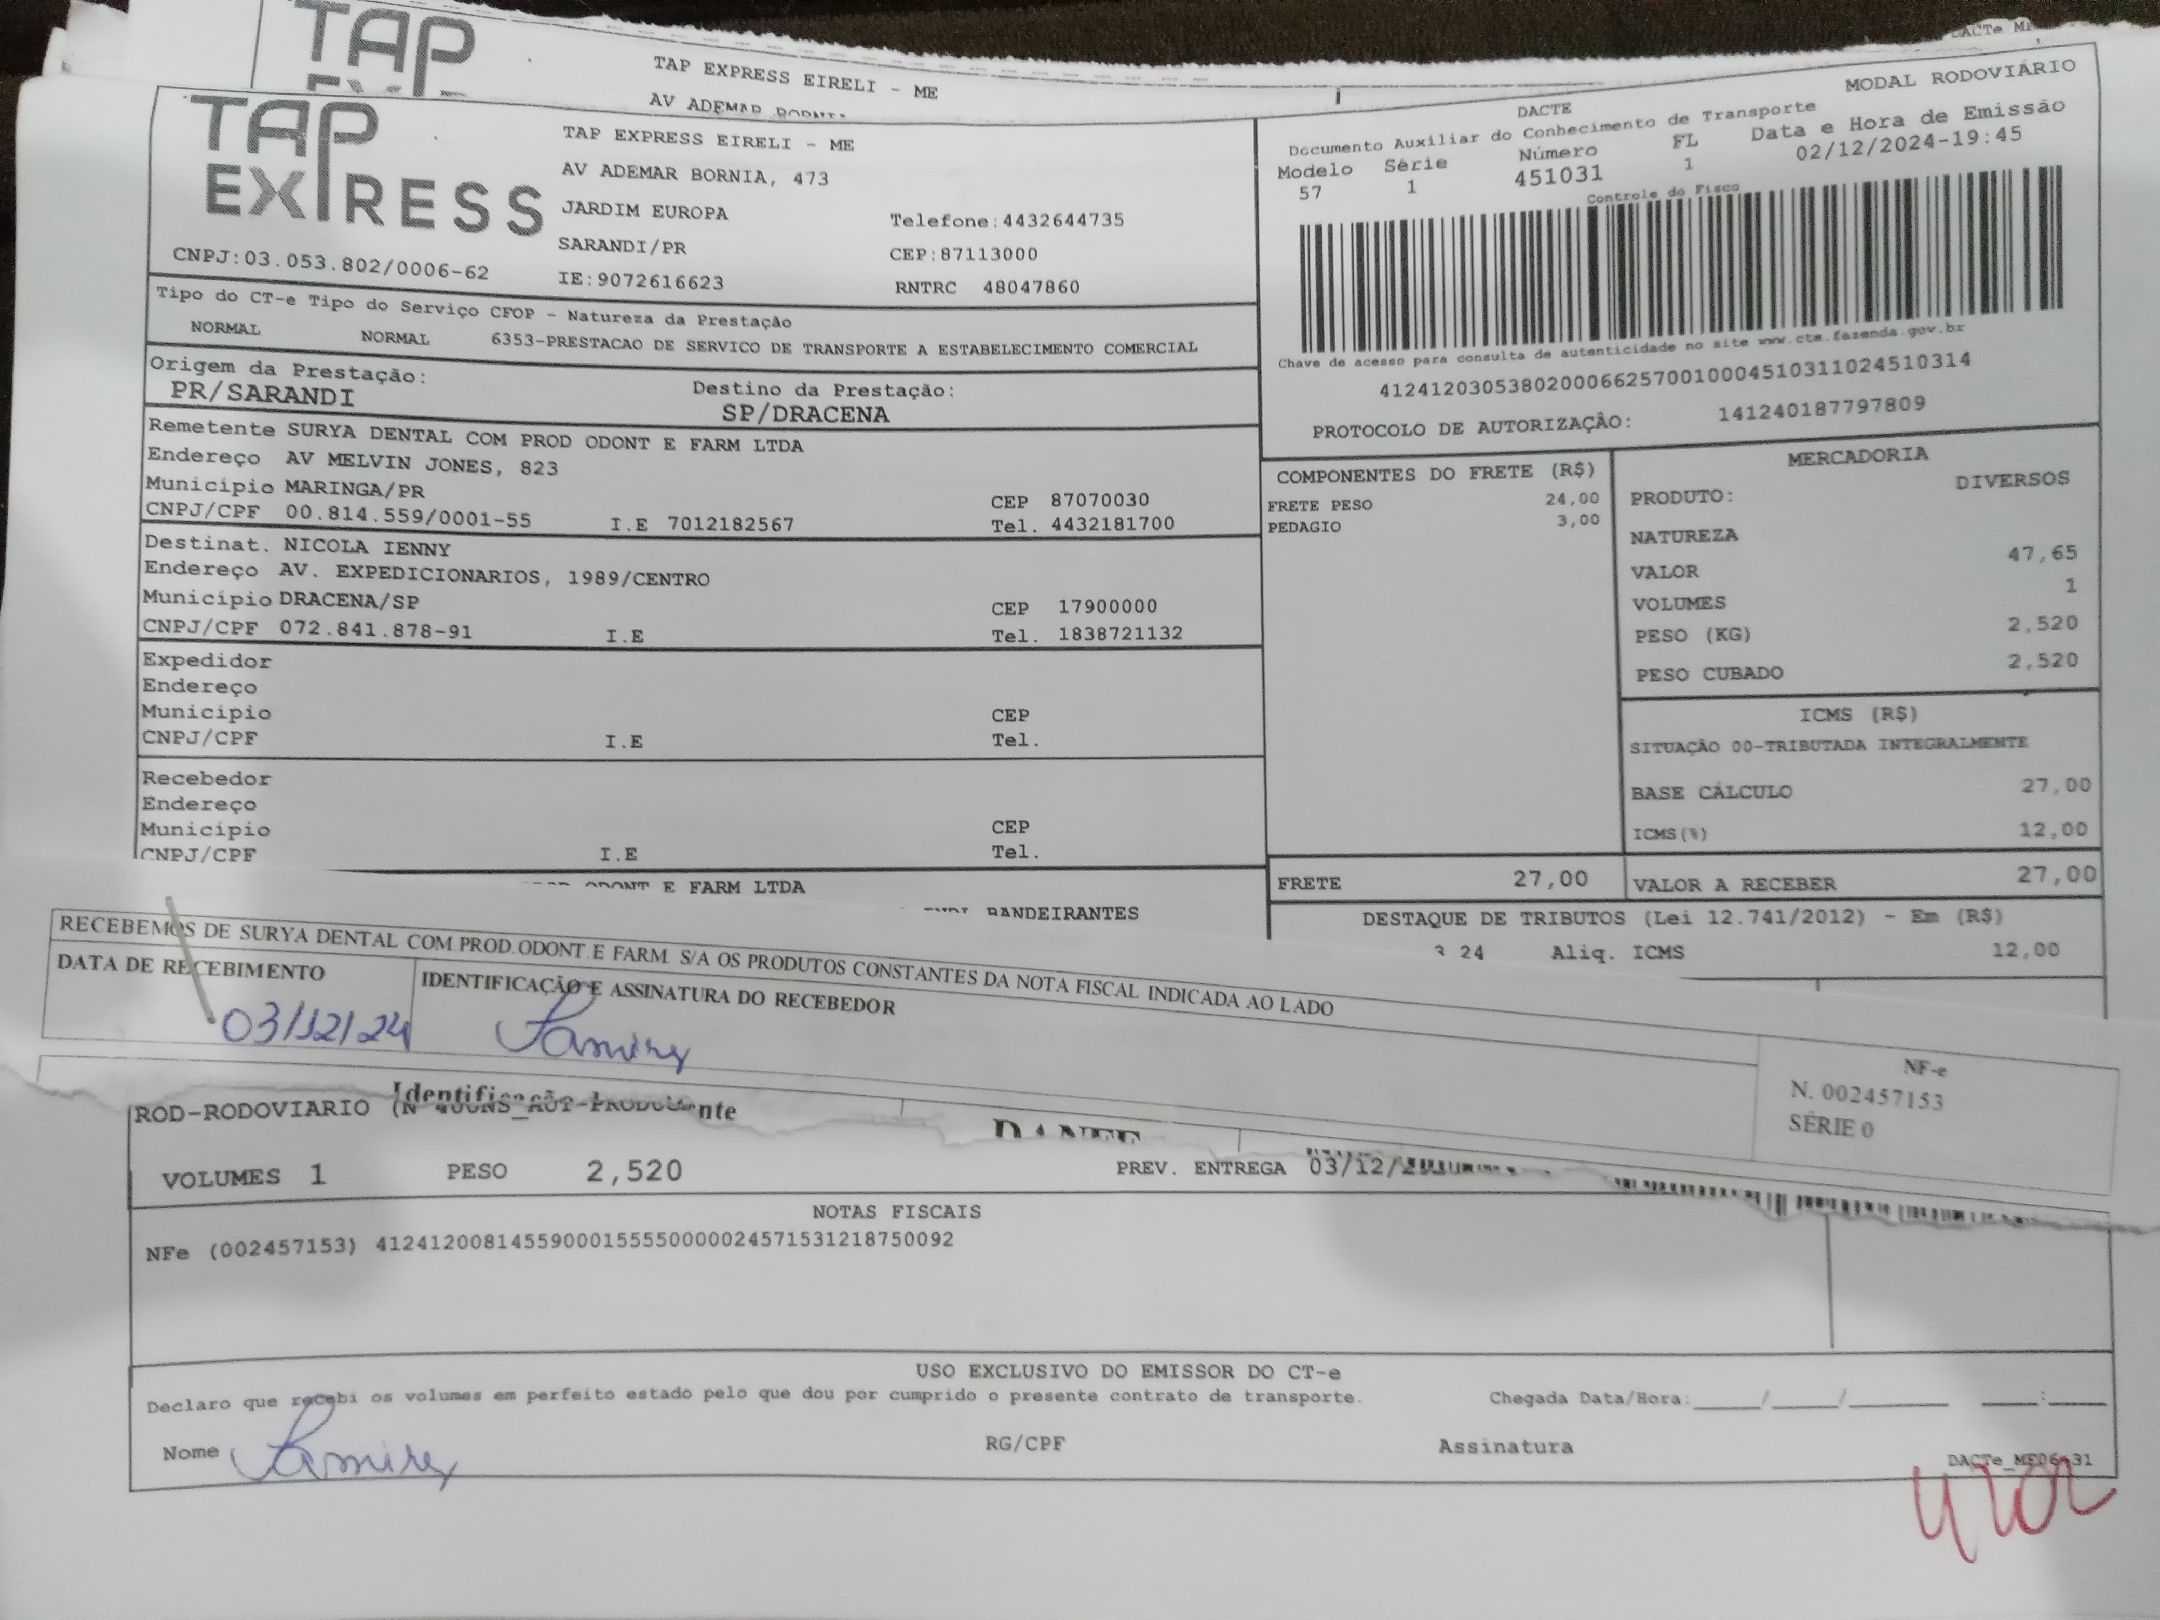 DACTe
TAP
TAP EXPRESS EIRELI - ME
AV ADEMAR
TAP
EXPRESS
CNPJ:03.053.802/0006-62
TAP EXPRESS EIRELI - ME
AV ADEMAR BORNIA, 473
JARDIM EUROPA
Telefone:4432644735
SARANDI/PR
CEP:87113000
IE:9072616623
RNTRC 48047860
MODAL RODOVIÁRIO
DACTE
Documento Auxiliar do Conhecimento de Transporte
Modelo Série Número FL Data e Hora de Emissão
57 1 451031 1 02/12/2024-19:45
Controle do Fisco
Chave de acesso para consulta de autenticidade no site www.cte.fazenda.gov.br
41241203053802000662570010004510311024510314
PROTOCOLO DE AUTORIZAÇÃO: 141240187797809
Tipo do CT-e Tipo do Serviço CFOP - Natureza da Prestação
NORMAL NORMAL 6353-PRESTACAO DE SERVICO DE TRANSPORTE A ESTABELECIMENTO COMERCIAL
Origem da Prestação: Destino da Prestação:
PR/SARANDI SP/DRACENA
Remetente SURYA DENTAL COM PROD ODONT E FARM LTDA
Endereço AV MELVIN JONES, 823
Município MARINGA/PR CEP 87070030
CNPJ/CPF 00.814.559/0001-55 I.E 7012182567 Tel. 4432181700
Destinat. NICOLA IENNY
Endereço AV. EXPEDICIONARIOS, 1989/CENTRO
Município DRACENA/SP CEP 17900000
CNPJ/CPF 072.841.878-91 I.E Tel. 1838721132
Expedidor
Endereço
Município CEP
CNPJ/CPF I.E Tel.
Recebedor
Endereço
Município CEP
CNPJ/CPF I.E Tel.
ODONT E FARM LTDA
BANDEIRANTES
COMPONENTES DO FRETE (R$)
FRETE PESO 24,00
PEDAGIO 3,00
MERCADORIA
PRODUTO: DIVERSOS
NATUREZA
VALOR 47,65
VOLUMES 1
PESO (KG) 2,520
PESO CUBADO 2,520
ICMS (R$)
SITUAÇÃO 00-TRIBUTADA INTEGRALMENTE
BASE CÁLCULO 27,00
ICMS(%) 12,00
FRETE 27,00 VALOR A RECEBER 27,00
DESTAQUE DE TRIBUTOS (Lei 12.741/2012) - Em (R$)
24 Aliq. ICMS 12,00
RECEBEMOS DE SURYA DENTAL COM.PROD.ODONT.E FARM. S/A OS PRODUTOS CONSTANTES DA NOTA FISCAL INDICADA AO LADO
DATA DE RECEBIMENTO IDENTIFICAÇÃO E ASSINATURA DO RECEBEDOR
03/12/24
NF-e
N. 002457153
SÉRIE 0
ROD-RODOVIARIO
DANFE
VOLUMES 1 PESO 2,520 PREV. ENTREGA 03/12/
NOTAS FISCAIS
NFe (002457153) 41241200814559000155550000024571531218750092
USO EXCLUSIVO DO EMISSOR DO CT-e
Declaro que recebi os volumes em perfeito estado pelo que dou por cumprido o presente contrato de transporte. Chegada Data/Hora:_____/_____/_______ ____:____
Nome RG/CPF Assinatura